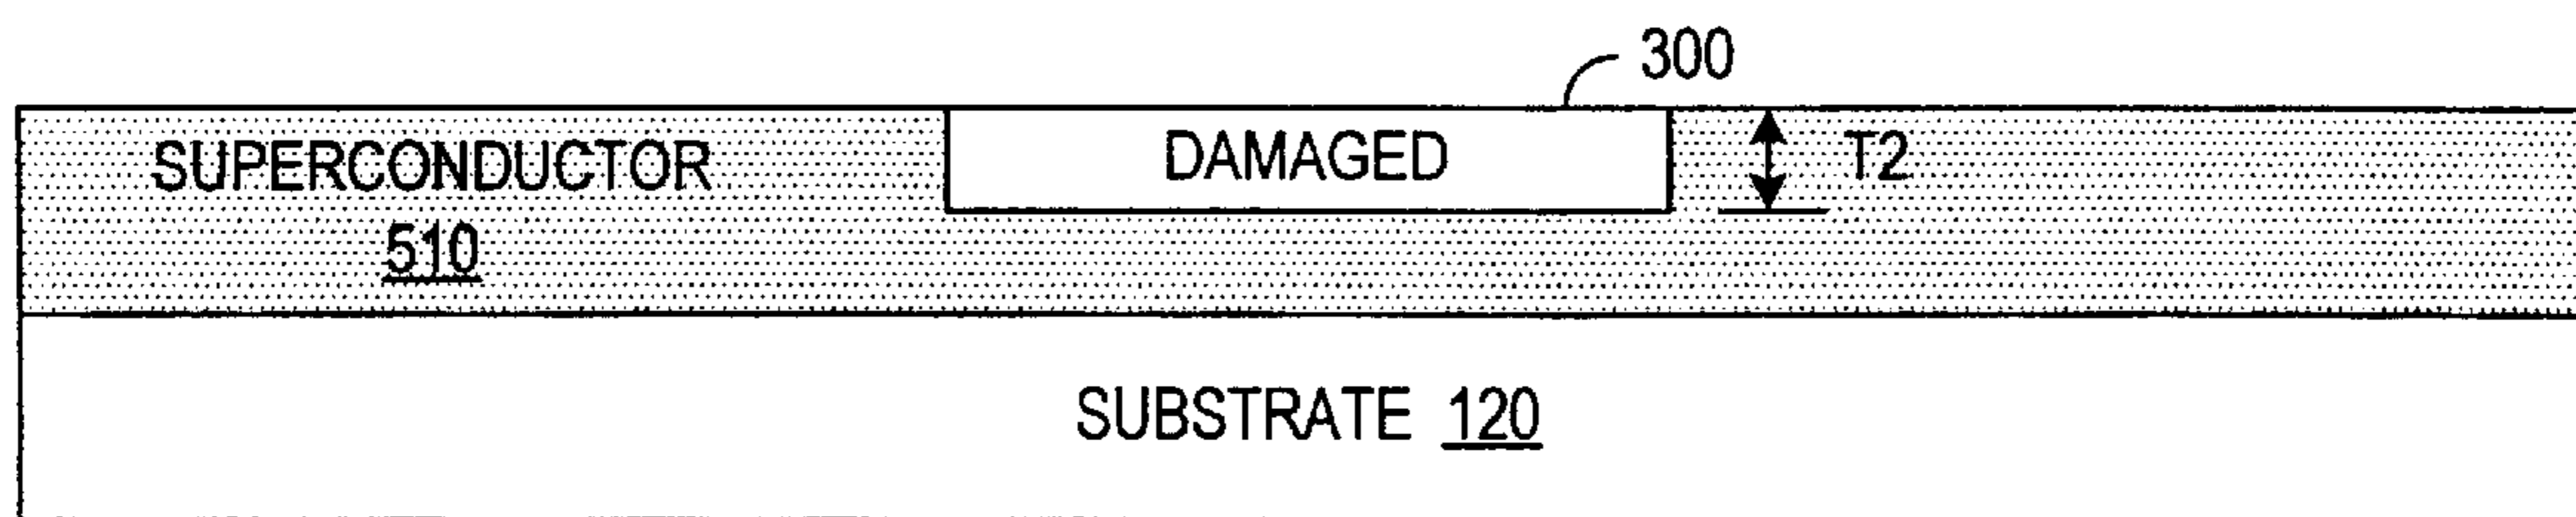 300
SUPERCONDUCTOR
510
DAMAGED
T2
SUBSTRATE 120